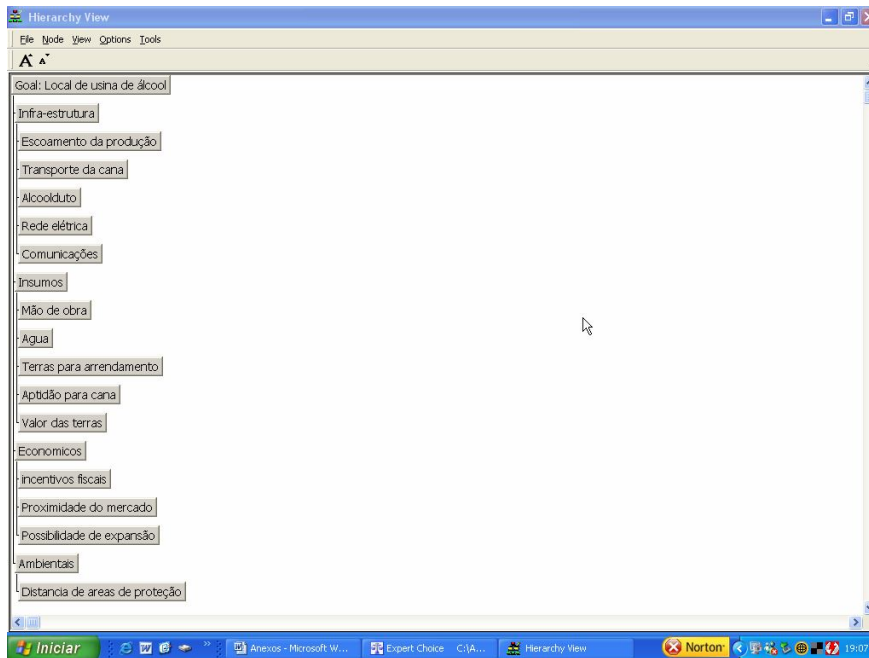 Hierarchy View
File Node View Options Tools
A A
Goal: Local de usina de álcool
Infra-estrutura
Escoamento da produção
Transporte da cana
Alcoolduto
Rede elétrica
Comunicações
Insumos
Mão de obra
Agua
Terras para arrendamento
Aptidão para cana
Valor das terras
Economicos
incentivos fiscais
Proximidade do mercado
Possibilidade de expansão
Ambientais
Distancia de areas de proteção
Iniciar » Anexos - Microsoft W... Expert Choice C:\A... Hierarchy View Norton 19:07